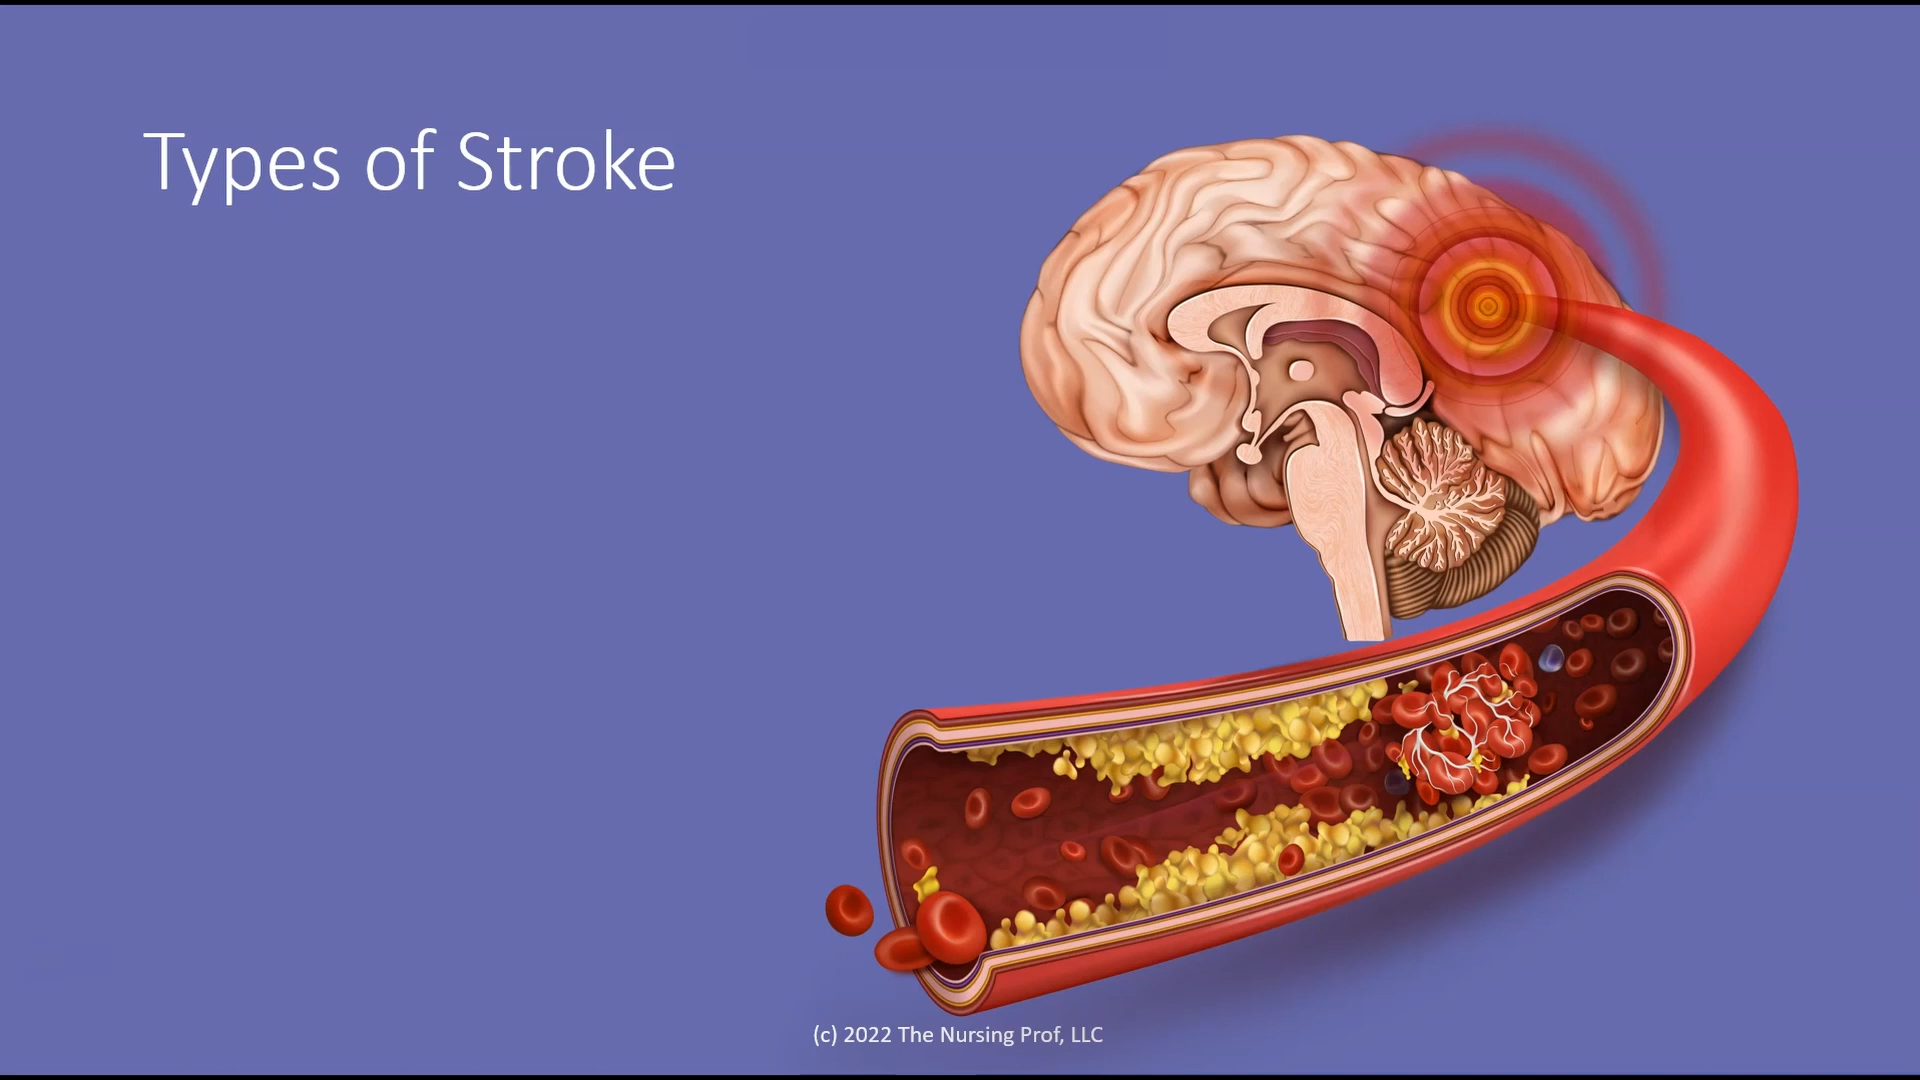 Types of Stroke
(c) 2022 The Nursing Prof, LLC